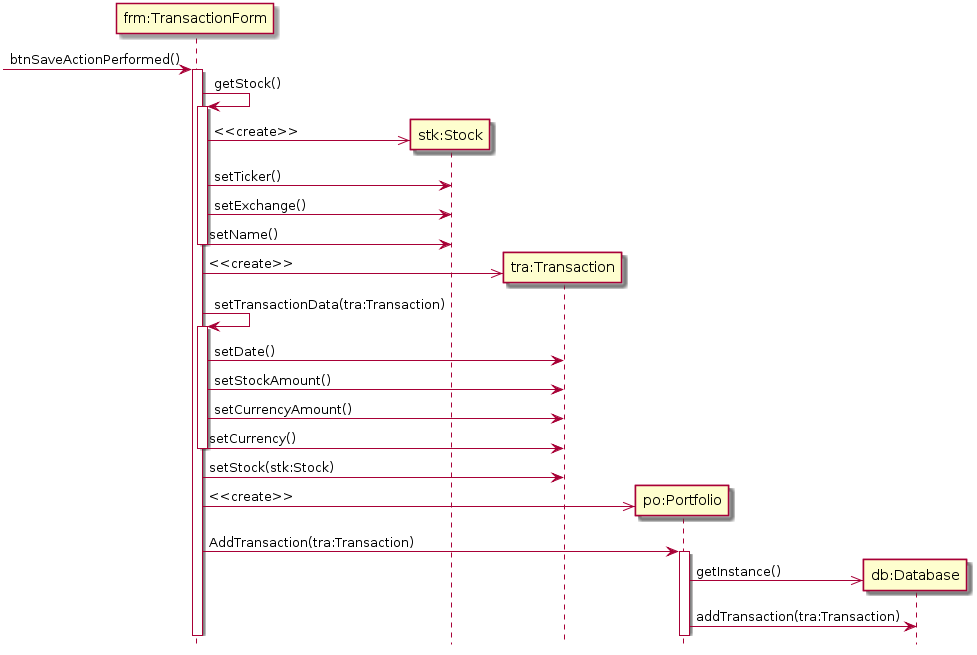 frm:TransactionForm
btnSaveActionPerformed()
getStock()
<<create>>
stk:Stock
setTicker()
setExchange()
setName()
<<create>>
tra:Transaction
setTransactionData(tra:Transaction)
setDate()
setStockAmount()
setCurrencyAmount()
setCurrency()
setStock(stk:Stock)
<<create>>
po:Portfolio
AddTransaction(tra:Transaction)
getInstance()
db:Database
addTransaction(tra:Transaction)